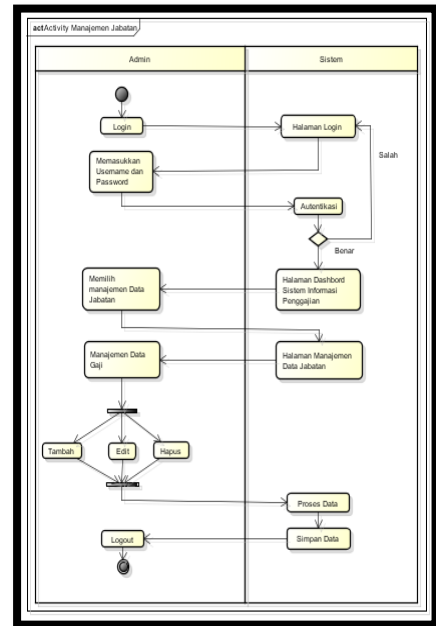 act Activity Manajemen Jabatan
Admin
Sistem
Login
Halaman Login
Memasukkan
Username dan
Password
Salah
Autentikasi
Benar
Memilih
manajemen Data
Jabatan
Halaman Dashbord
Sistem Informasi
Penggajian
Manajemen Data
Gaji
Halaman Manajemen
Data Jabatan
Tambah
Edit
Hapus
Proses Data
Logout
Simpan Data